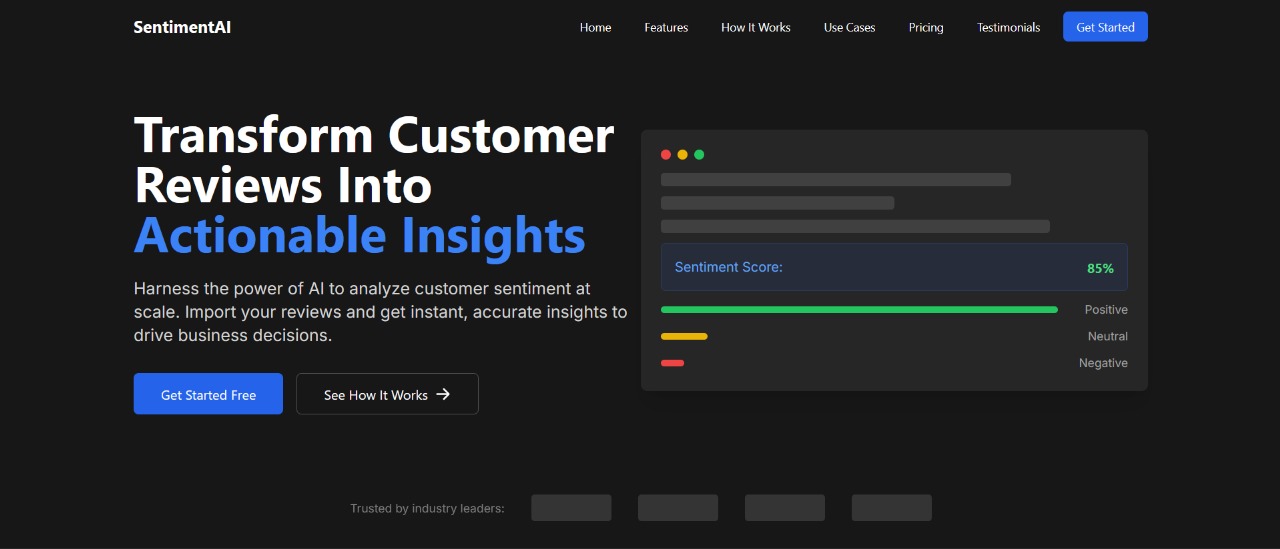 SentimentAI
Home
Features
How It Works
Use Cases
Pricing
Testimonials
Get Started
Transform Customer
Reviews Into
Actionable Insights
Harness the power of AI to analyze customer sentiment at
scale. Import your reviews and get instant, accurate insights to
drive business decisions.
Get Started Free
See How It Works →
Sentiment Score:
85%
Positive
Neutral
Negative
Trusted by industry leaders: